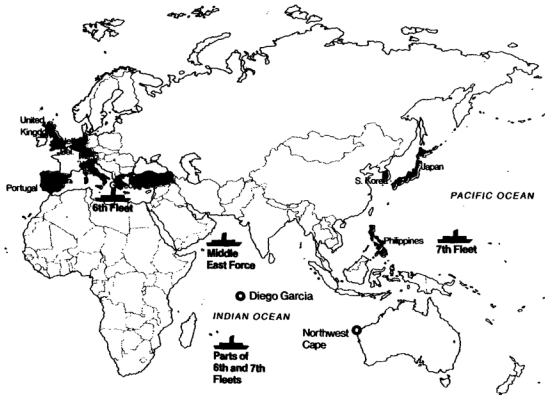 United
Kingdom
Portugal
6th Fleet
Middle
East Force
Diego Garcia
INDIAN OCEAN
Parts of
6th and 7th
Fleets
S. Korea
Japan
PACIFIC OCEAN
Philippines
7th Fleet
Northwest
Cape